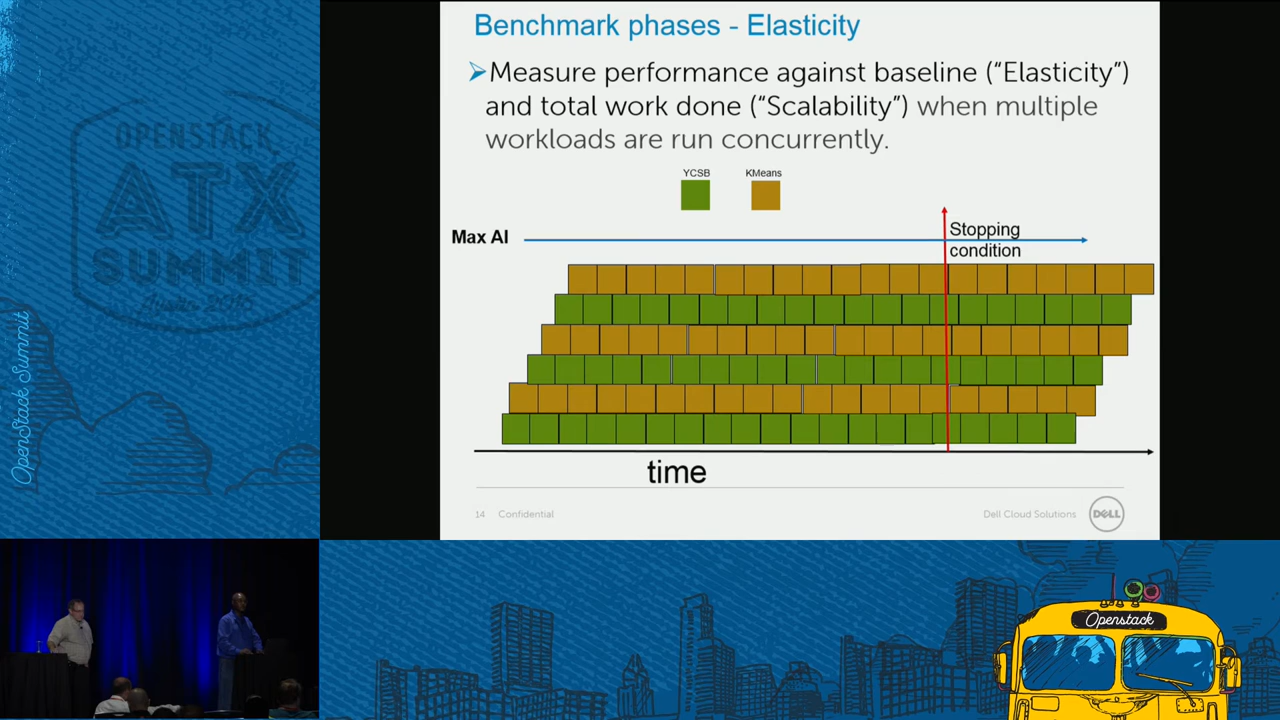 OPENSTACK
ATX
SUMMIT
Austin 2016
OpenStack Summit
Benchmark phases - Elasticity
➢Measure performance against baseline (“Elasticity”)
and total work done (“Scalability”) when multiple
workloads are run concurrently.
YCSB KMeans
Max AI
Stopping
condition
time
14 Confidential
Dell Cloud Solutions
DELL
Openstack